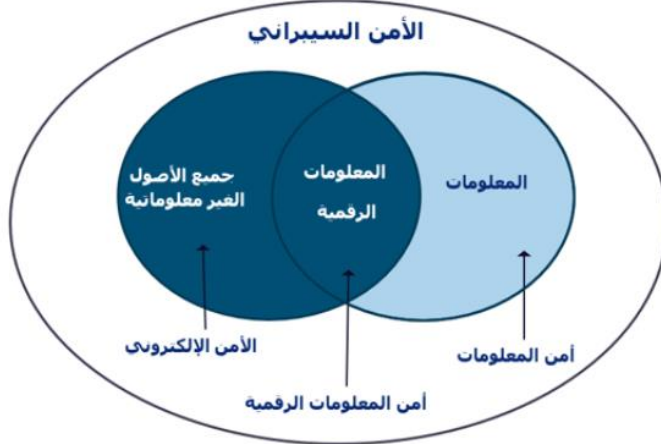 الأمن السيبراني
المعلومات
المعلومات
الرقمية
جميع الأصول
الغير معلوماتية
أمن المعلومات
الأمن الإلكتروني
أمن المعلومات الرقمية